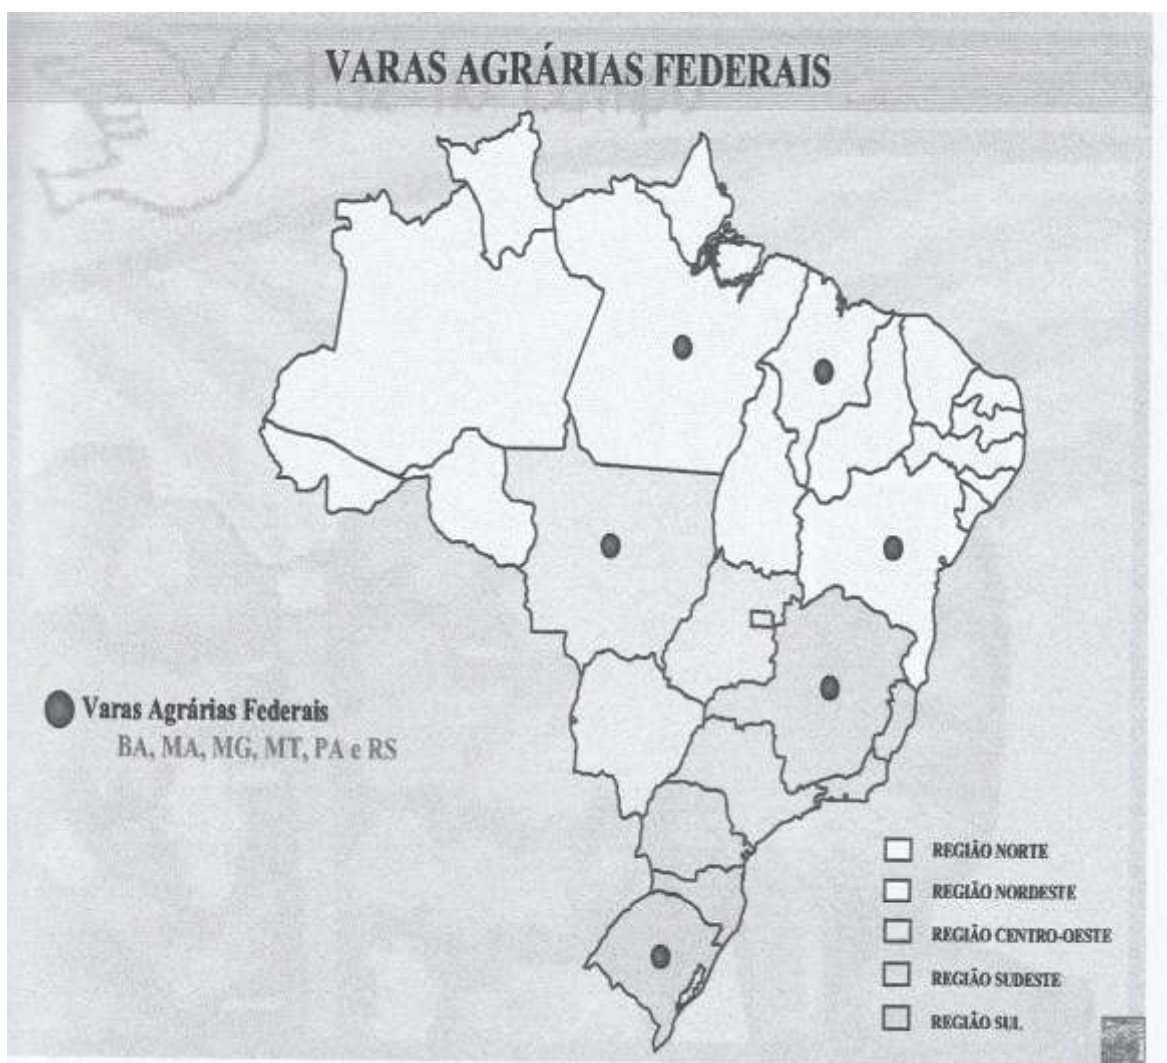 VARAS AGRÁRIAS FEDERAIS
Varas Agrárias Federais
BA, MA, MG, MT, PA e RS
REGIÃO NORTE
REGIÃO NORDESTE
REGIÃO CENTRO-OESTE
REGIÃO SUDESTE
REGIÃO SUL